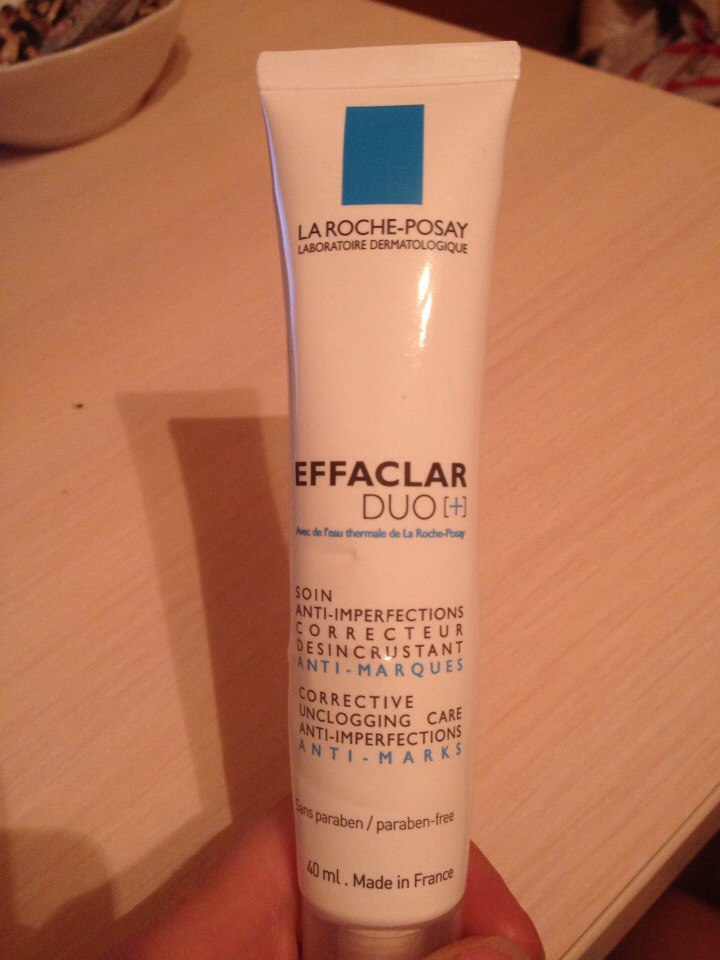 LA ROCHE-POSAY
LABORATOIRE DERMATOLOGIQUE
EFFACLAR
DUO [+]
Avec de l'eau thermale de La Roche-Posay
SOIN
ANTI-IMPERFECTIONS
CORRECTEUR
DESINCRUSTANT
ANTI-MARQUES
CORRECTIVE
UNCLOGGING CARE
ANTI-IMPERFECTIONS
ANTI-MARKS
Sans paraben / paraben-free
40 ml . Made in France